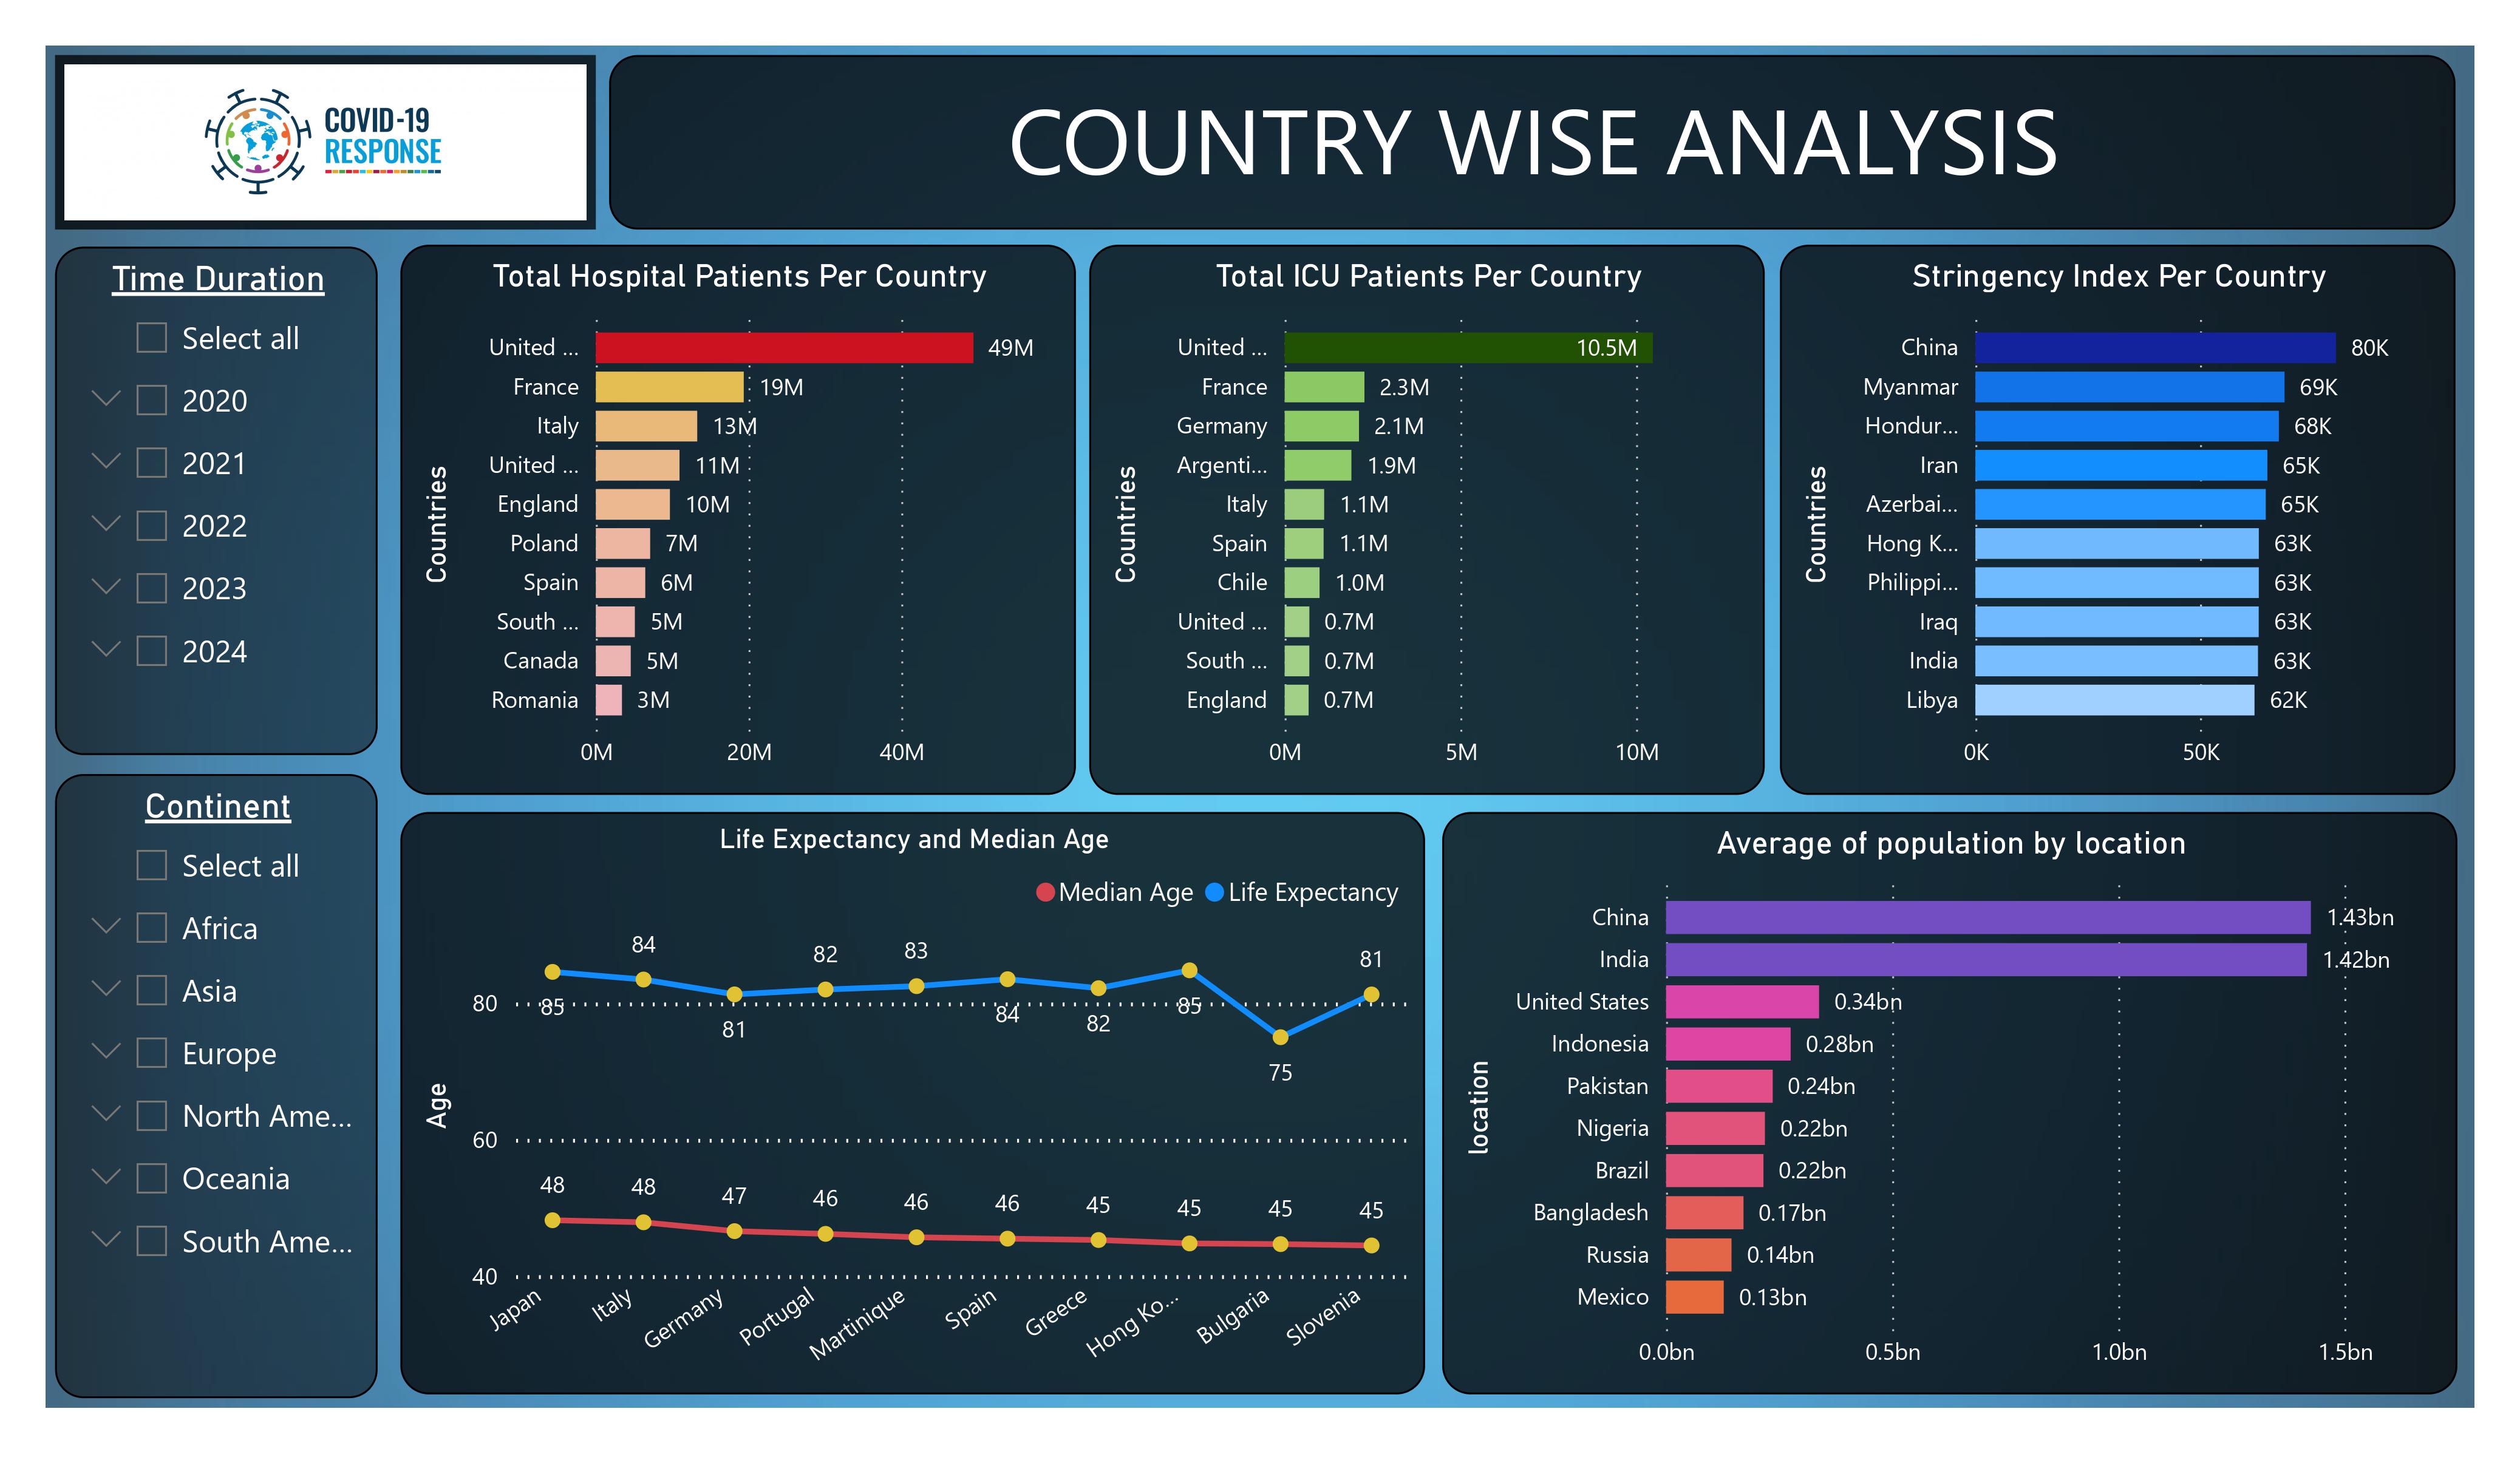 COVID-19
RESPONSE
COUNTRY WISE ANALYSIS
Time Duration
Select all
2020
2021
2022
2023
2024
Continent
Select all
Africa
Asia
Europe
North Ame...
Oceania
South Ame...
Total Hospital Patients Per Country
Countries
United ... 49M
France 19M
Italy 13M
United ... 11M
England 10M
Poland 7M
Spain 6M
South ... 5M
Canada 5M
Romania 3M
0M 20M 40M
Total ICU Patients Per Country
Countries
United ... 10.5M
France 2.3M
Germany 2.1M
Argenti... 1.9M
Italy 1.1M
Spain 1.1M
Chile 1.0M
United ... 0.7M
South ... 0.7M
England 0.7M
0M 5M 10M
Stringency Index Per Country
Countries
China 80K
Myanmar 69K
Hondur... 68K
Iran 65K
Azerbai... 65K
Hong K... 63K
Philippi... 63K
Iraq 63K
India 63K
Libya 62K
0K 50K
Life Expectancy and Median Age
Median Age Life Expectancy
Age
80
60
40
85 84 81 82 83 84 82 85 75 81
48 48 47 46 46 46 45 45 45 45
Japan Italy Germany Portugal Martinique Spain Greece Hong Ko... Bulgaria Slovenia
Average of population by location
location
China 1.43bn
India 1.42bn
United States 0.34bn
Indonesia 0.28bn
Pakistan 0.24bn
Nigeria 0.22bn
Brazil 0.22bn
Bangladesh 0.17bn
Russia 0.14bn
Mexico 0.13bn
0.0bn 0.5bn 1.0bn 1.5bn